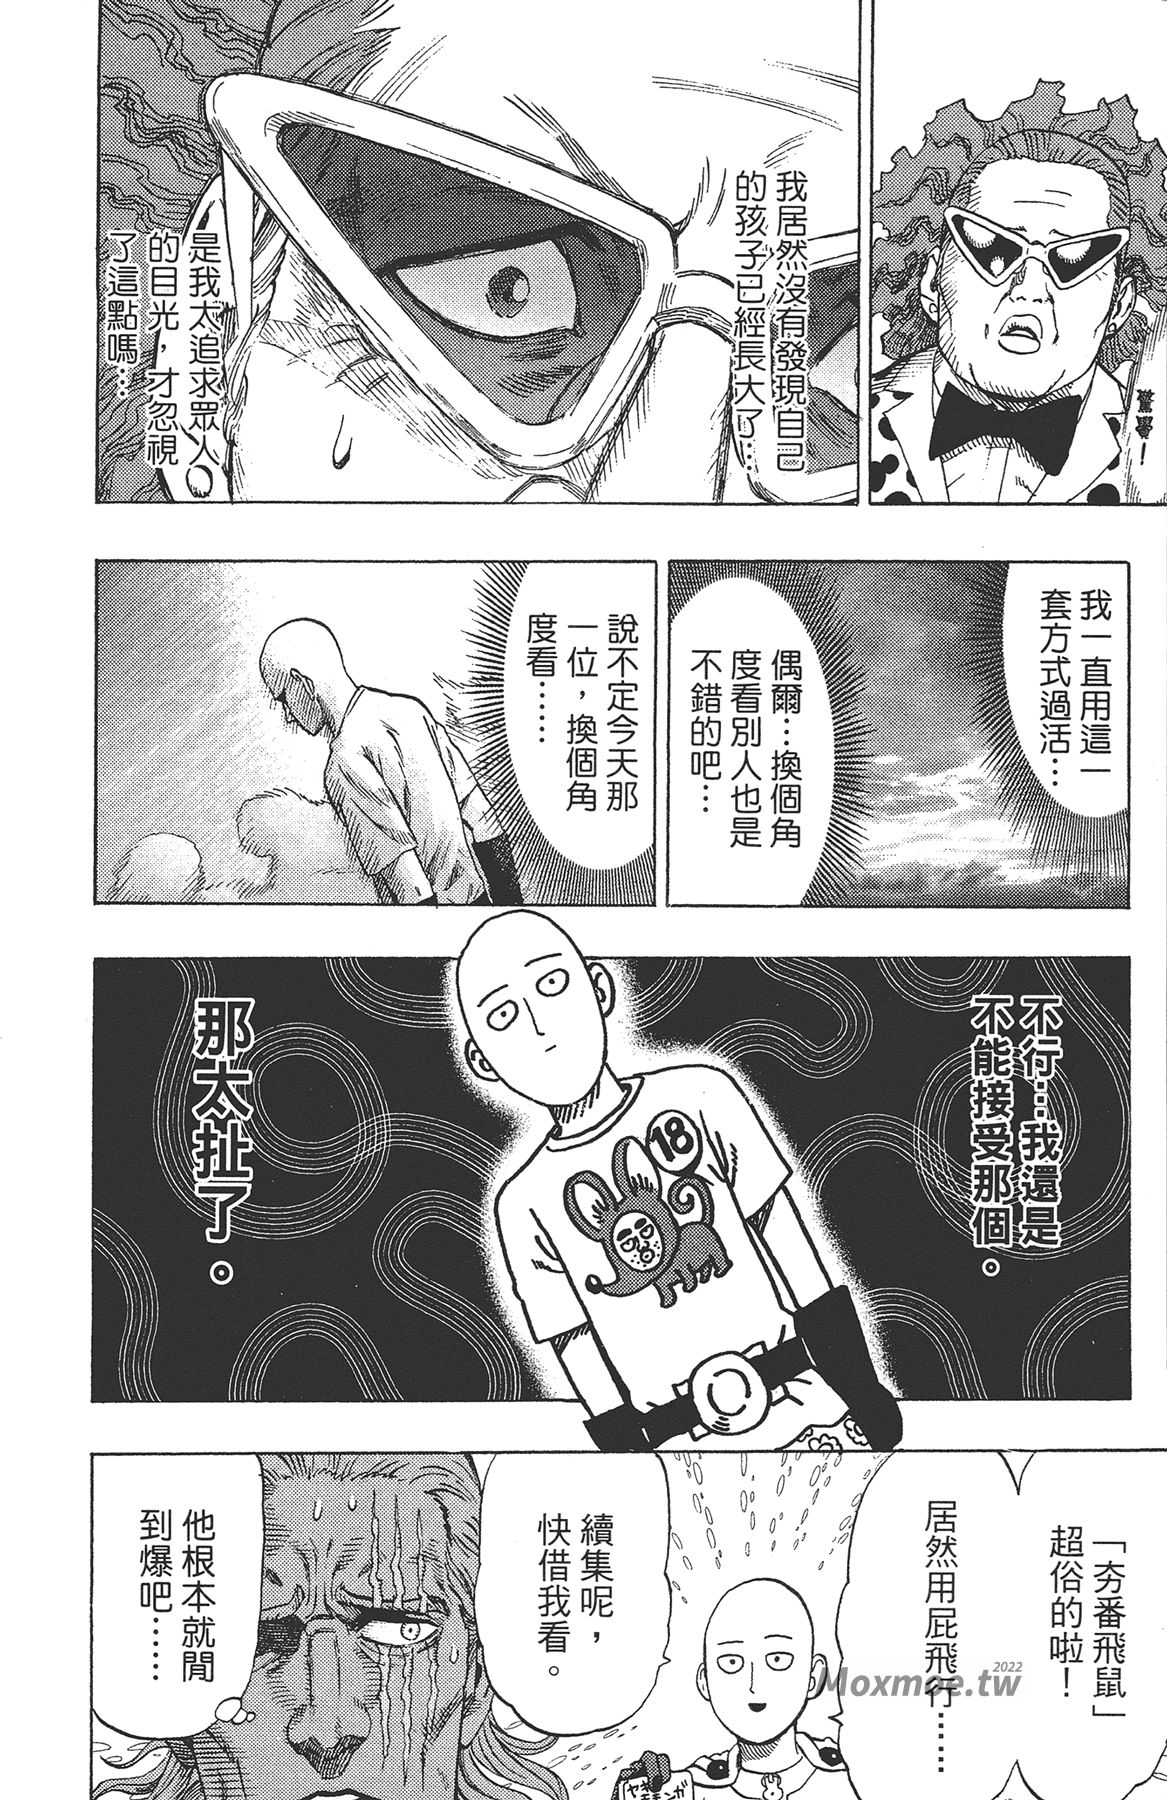 驚愕！
我居然沒有發現自己
的孩子已經長大了…
是我太追求眾人
的目光，才忽視
了這點嗎…
我一直用這一
套方式過活…
偶爾…換個角
度看別人也是
不錯的吧…
說不定今天那
一位，換個角
度看……
不行…我還是
不能接受那個。
18
那太扯了。
「夯番飛鼠」
超俗的啦！
居然用屁飛行……
續集呢，
快借我看。
他根本就閒
到爆吧……
Moxmoe.tw
2022